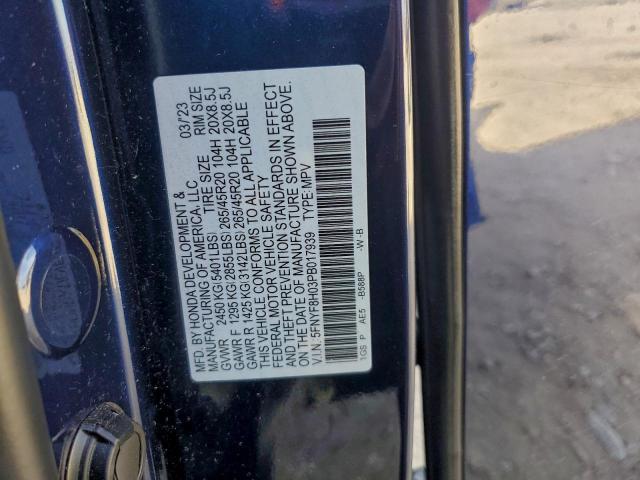 MFD. BY HONDA DEVELOPMENT & 03/'23
MANUFACTURING OF AMERICA, LLC TIRE SIZE RIM SIZE
GVWR 2450 KG(5401LBS) 265/45R20 104H 20X8.5J
GAWR F 1295 KG(2855LBS) 265/45R20 104H 20X8.5J
GAWR R 1425 KG(3142LBS)
THIS VEHICLE CONFORMS TO ALL APPLICABLE
FEDERAL MOTOR VEHICLE SAFETY
AND THEFT PREVENTION STANDARDS IN EFFECT
ON THE DATE OF MANUFACTURE SHOWN ABOVE.
V.I.N: 5FNYF8H03PB017939 TYPE:MPV
1GS P AE5 -B588P -W-B